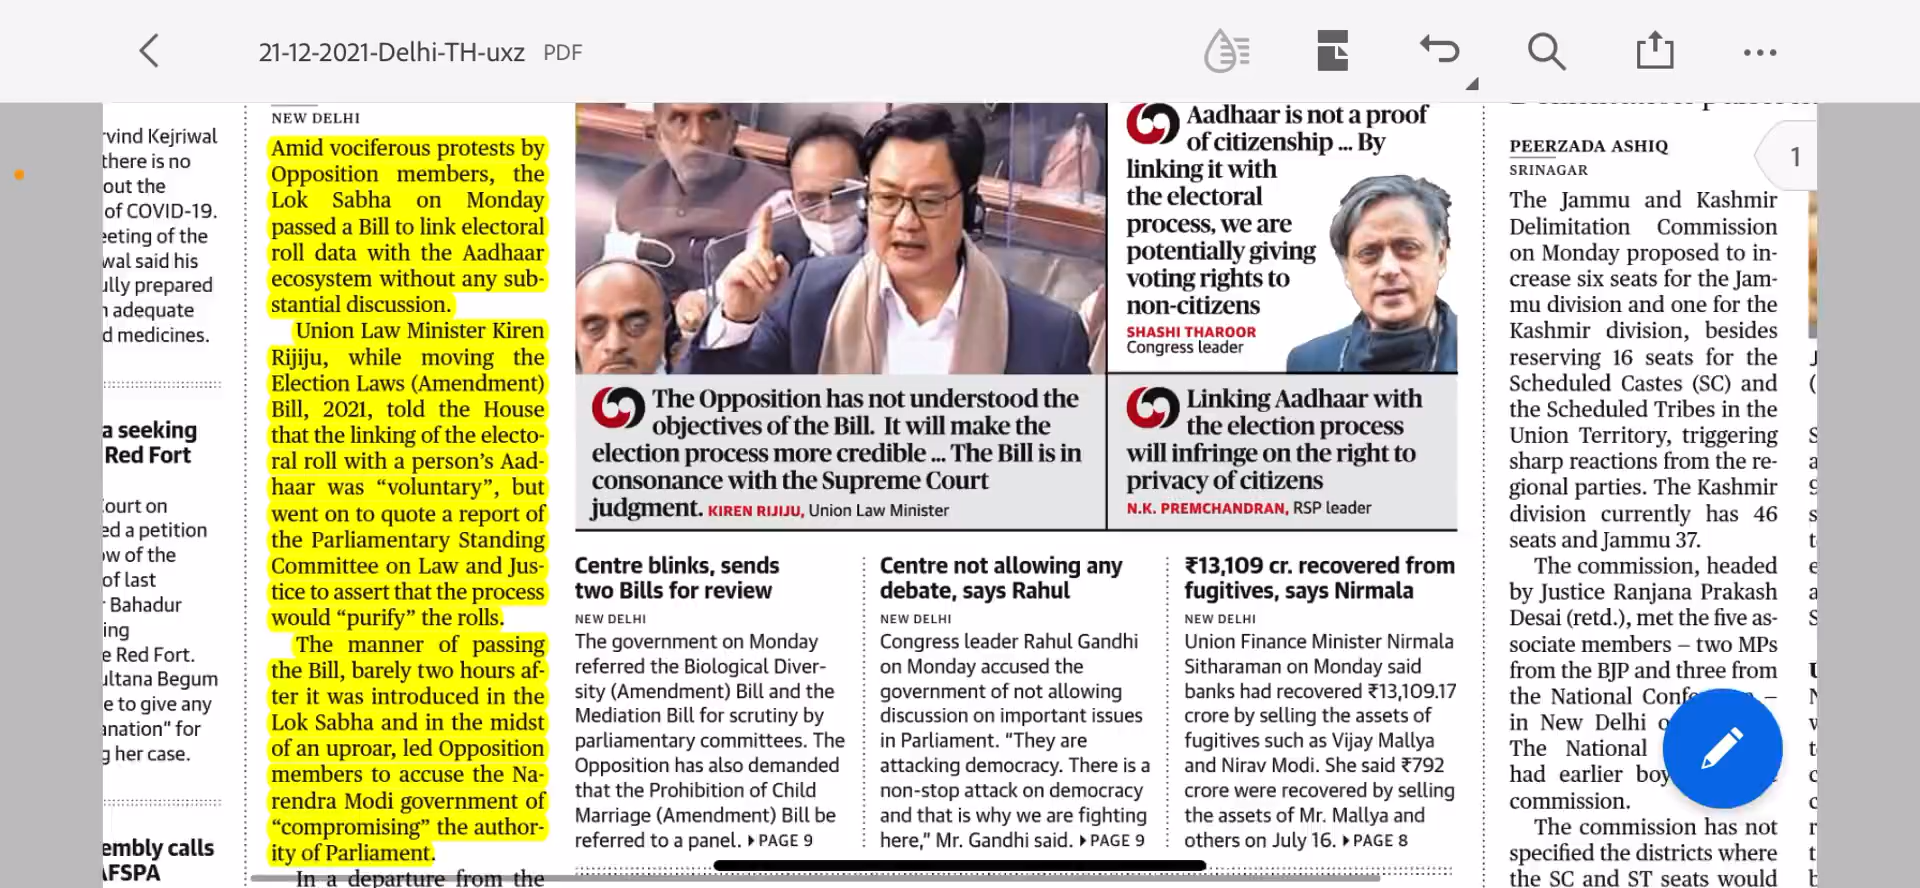 21-12-2021-Delhi-TH-uxz PDF
rvind Kejriwal
there is no
out the
of COVID-19.
eeting of the
wal said his
ully prepared
adequate
d medicines.
a seeking
Red Fort
ourt on
ed a petition
ow of the
of last
Bahadur
ing
e Red Fort.
ultana Begum
e to give any
anation" for
g her case.
embly calls
AFSPA
NEW DELHI
Amid vociferous protests by
Opposition members, the
Lok Sabha on Monday
passed a Bill to link electoral
roll data with the Aadhaar
ecosystem without any sub-
stantial discussion.
Union Law Minister Kiren
Rijiju, while moving the
Election Laws (Amendment)
Bill, 2021, told the House
that the linking of the electo-
ral roll with a person's Aad-
haar was "voluntary", but
went on to quote a report of
the Parliamentary Standing
Committee on Law and Jus-
tice to assert that the process
would "purify" the rolls.
The manner of passing
the Bill, barely two hours af-
ter it was introduced in the
Lok Sabha and in the midst
of an uproar, led Opposition
members to accuse the Na-
rendra Modi government of
"compromising" the author-
ity of Parliament.
In a departure from the
The Opposition has not understood the
objectives of the Bill. It will make the
election process more credible ... The Bill is in
consonance with the Supreme Court
judgment. KIREN RIJIJU, Union Law Minister
Aadhaar is not a proof
of citizenship ... By
linking it with
the electoral
process, we are
potentially giving
voting rights to
non-citizens
SHASHI THAROOR
Congress leader
Linking Aadhaar with
the election process
will infringe on the right to
privacy of citizens
N.K. PREMCHANDRAN, RSP leader
Centre blinks, sends
two Bills for review
NEW DELHI
The government on Monday
referred the Biological Diver-
sity (Amendment) Bill and the
Mediation Bill for scrutiny by
parliamentary committees. The
Opposition has also demanded
that the Prohibition of Child
Marriage (Amendment) Bill be
referred to a panel. PAGE 9
Centre not allowing any
debate, says Rahul
NEW DELHI
Congress leader Rahul Gandhi
on Monday accused the
government of not allowing
discussion on important issues
in Parliament. "They are
attacking democracy. There is a
non-stop attack on democracy
and that is why we are fighting
here," Mr. Gandhi said. PAGE 9
₹13,109 cr. recovered from
fugitives, says Nirmala
NEW DELHI
Union Finance Minister Nirmala
Sitharaman on Monday said
banks had recovered ₹13,109.17
crore by selling the assets of
fugitives such as Vijay Mallya
and Nirav Modi. She said ₹792
crore were recovered by selling
the assets of Mr. Mallya and
others on July 16. PAGE 8
PEERZADA ASHIQ
SRINAGAR
1
The Jammu and Kashmir
Delimitation Commission
on Monday proposed to in-
crease six seats for the Jam-
mu division and one for the
Kashmir division, besides
reserving 16 seats for the
Scheduled Castes (SC) and
the Scheduled Tribes in the
Union Territory, triggering
sharp reactions from the re-
gional parties. The Kashmir
division currently has 46
seats and Jammu 37.
The commission, headed
by Justice Ranjana Prakash
Desai (retd.), met the five as-
sociate members – two MPs
from the BJP and three from
the National Conf –
in New Delhi
The National
had earlier boy
commission.
The commission has not
specified the districts where
the SC and ST seats would